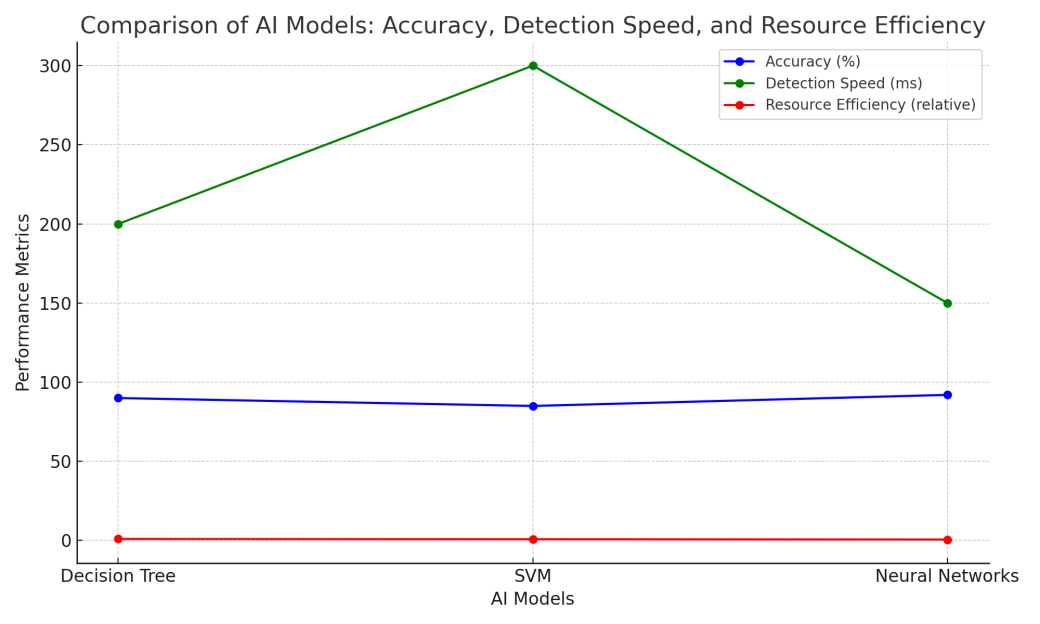 Comparison of AI Models: Accuracy, Detection Speed, and Resource Efficiency
Accuracy (%)
Detection Speed (ms)
Resource Efficiency (relative)
Performance Metrics
300
250
200
150
100
50
0
Decision Tree
SVM
Neural Networks
AI Models